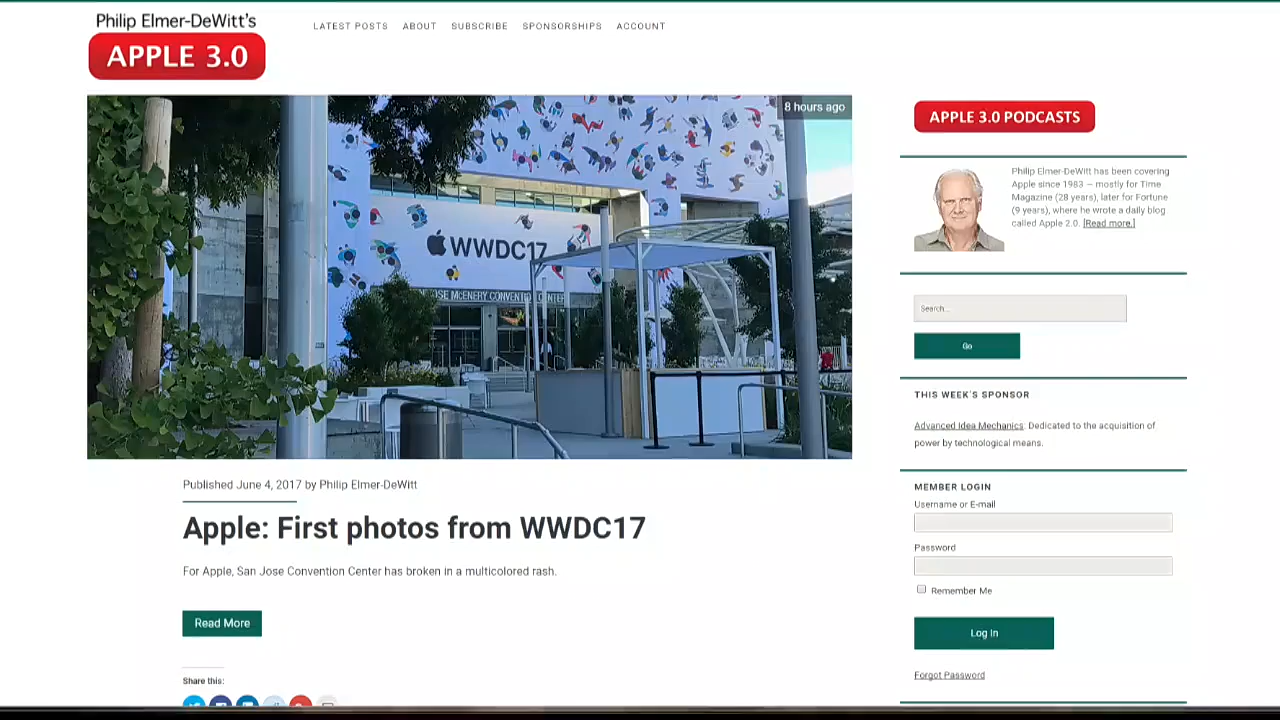 Philip Elmer-DeWitt's
APPLE 3.0
LATEST POSTS ABOUT SUBSCRIBE SPONSORSHIPS ACCOUNT
8 hours ago
WWDC17
SE MCENERY CONVENTION CENTER
Published June 4, 2017 by Philip Elmer-DeWitt
Apple: First photos from WWDC17
For Apple, San Jose Convention Center has broken in a multicolored rash.
Read More
Share this:
APPLE 3.0 PODCASTS
Philip Elmer-DeWitt has been covering
Apple since 1983 — mostly for Time
Magazine (28 years), later for Fortune
(9 years), where he wrote a daily blog
called Apple 2.0. [Read more.]
Search...
Go
THIS WEEK'S SPONSOR
Advanced Idea Mechanics: Dedicated to the acquisition of
power by technological means.
MEMBER LOGIN
Username or E-mail
Password
Remember Me
Log In
Forgot Password